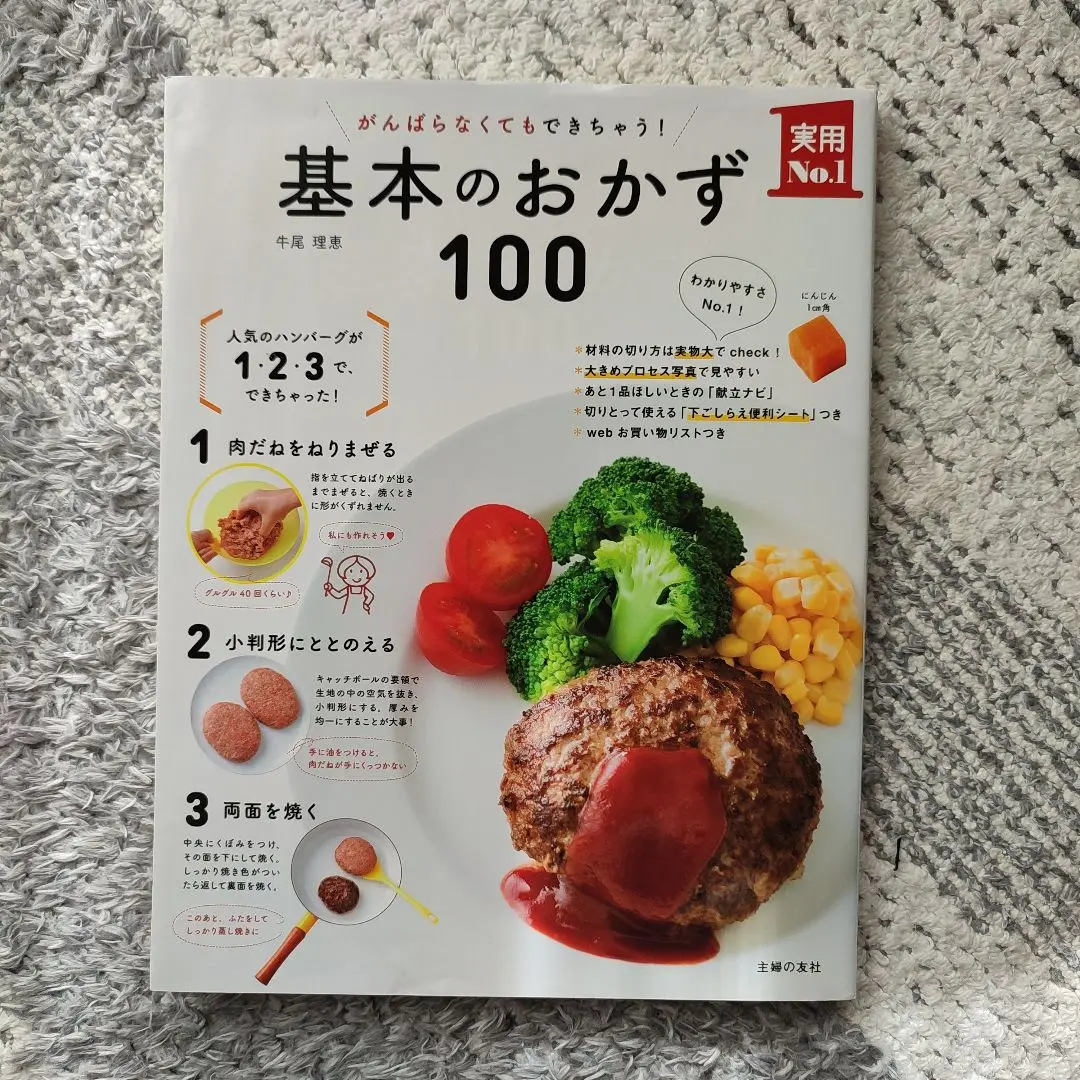 がんばらなくてもできちゃう!
実用
No.1
基本のおかず
100
牛尾 理恵
わかりやすさ
No.1!
にんじん
1cm角
*材料の切り方は実物大で check!
*大きめプロセス写真で見やすい
*あと1品ほしいときの「献立ナビ」
*切りとって使える「下ごしらえ便利シート」つき
*web お買い物リストつき
人気のハンバーグが
1・2・3で、
できちゃった!
1 肉だねをねりまぜる
指を立ててねばりが出る
までまぜると、焼くとき
に形がくずれません。
私にも作れそう♥
グルグル40回くらい♪
2 小判形にととのえる
キャッチボールの要領で
生地の中の空気を抜き、
小判形にする。厚みを
均一にすることが大事!
手に油をつけると、
肉だねが手にくっつかない
3 両面を焼く
中央にくぼみをつけ、
その面を下にして焼く。
しっかり焼き色がつい
たら返して裏面を焼く。
このあと、ふたをして
しっかり蒸し焼きに
主婦の友社